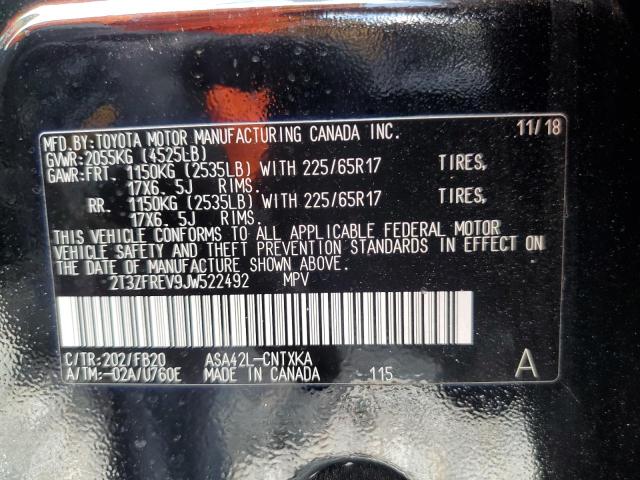 MFD.BY:TOYOTA MOTOR MANUFACTURING CANADA INC. 11/18
GVWR:2055KG (4525LB)
GAWR:FRT. 1150KG (2535LB) WITH 225/65R17 TIRES,
17X6.5J RIMS.
RR. 1150KG (2535LB) WITH 225/65R17 TIRES,
17X6.5J RIMS.
THIS VEHICLE CONFORMS TO ALL APPLICABLE FEDERAL MOTOR
VEHICLE SAFETY AND THEFT PREVENTION STANDARDS IN EFFECT ON
THE DATE OF MANUFACTURE SHOWN ABOVE.
2T3ZFREV9JW522492 MPV
C/TR:202/FB20 ASA42L-CNTXKA
A/TM:-02A/U760E MADE IN CANADA 115 A